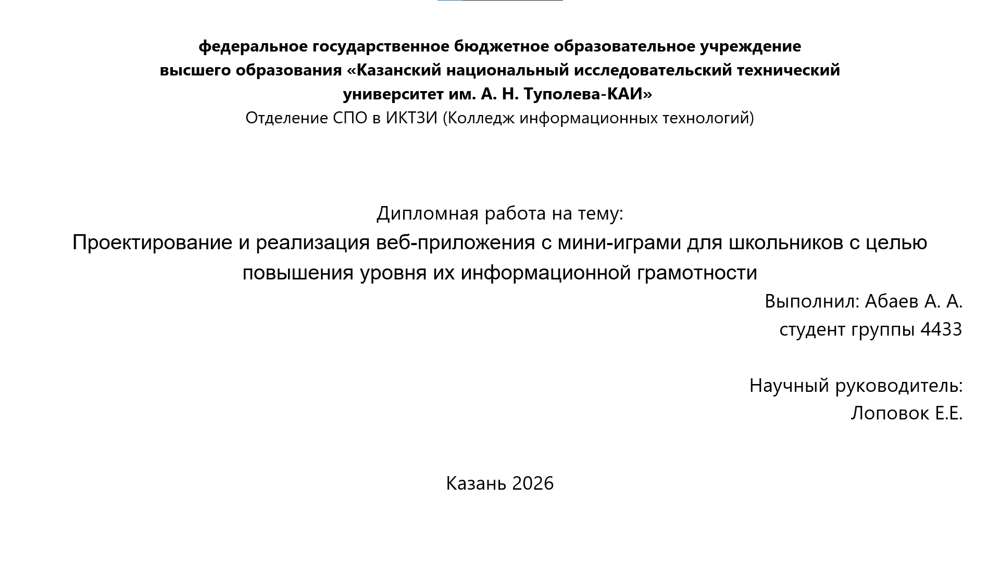 федеральное государственное бюджетное образовательное учреждение
высшего образования «Казанский национальный исследовательский технический
университет им. А. Н. Туполева-КАИ»
Отделение СПО в ИКТЗИ (Колледж информационных технологий)
Дипломная работа на тему:
Проектирование и реализация веб-приложения с мини-играми для школьников с целью
повышения уровня их информационной грамотности
Выполнил: Абаев А. А.
студент группы 4433
Научный руководитель:
Лоповок Е.Е.
Казань 2026